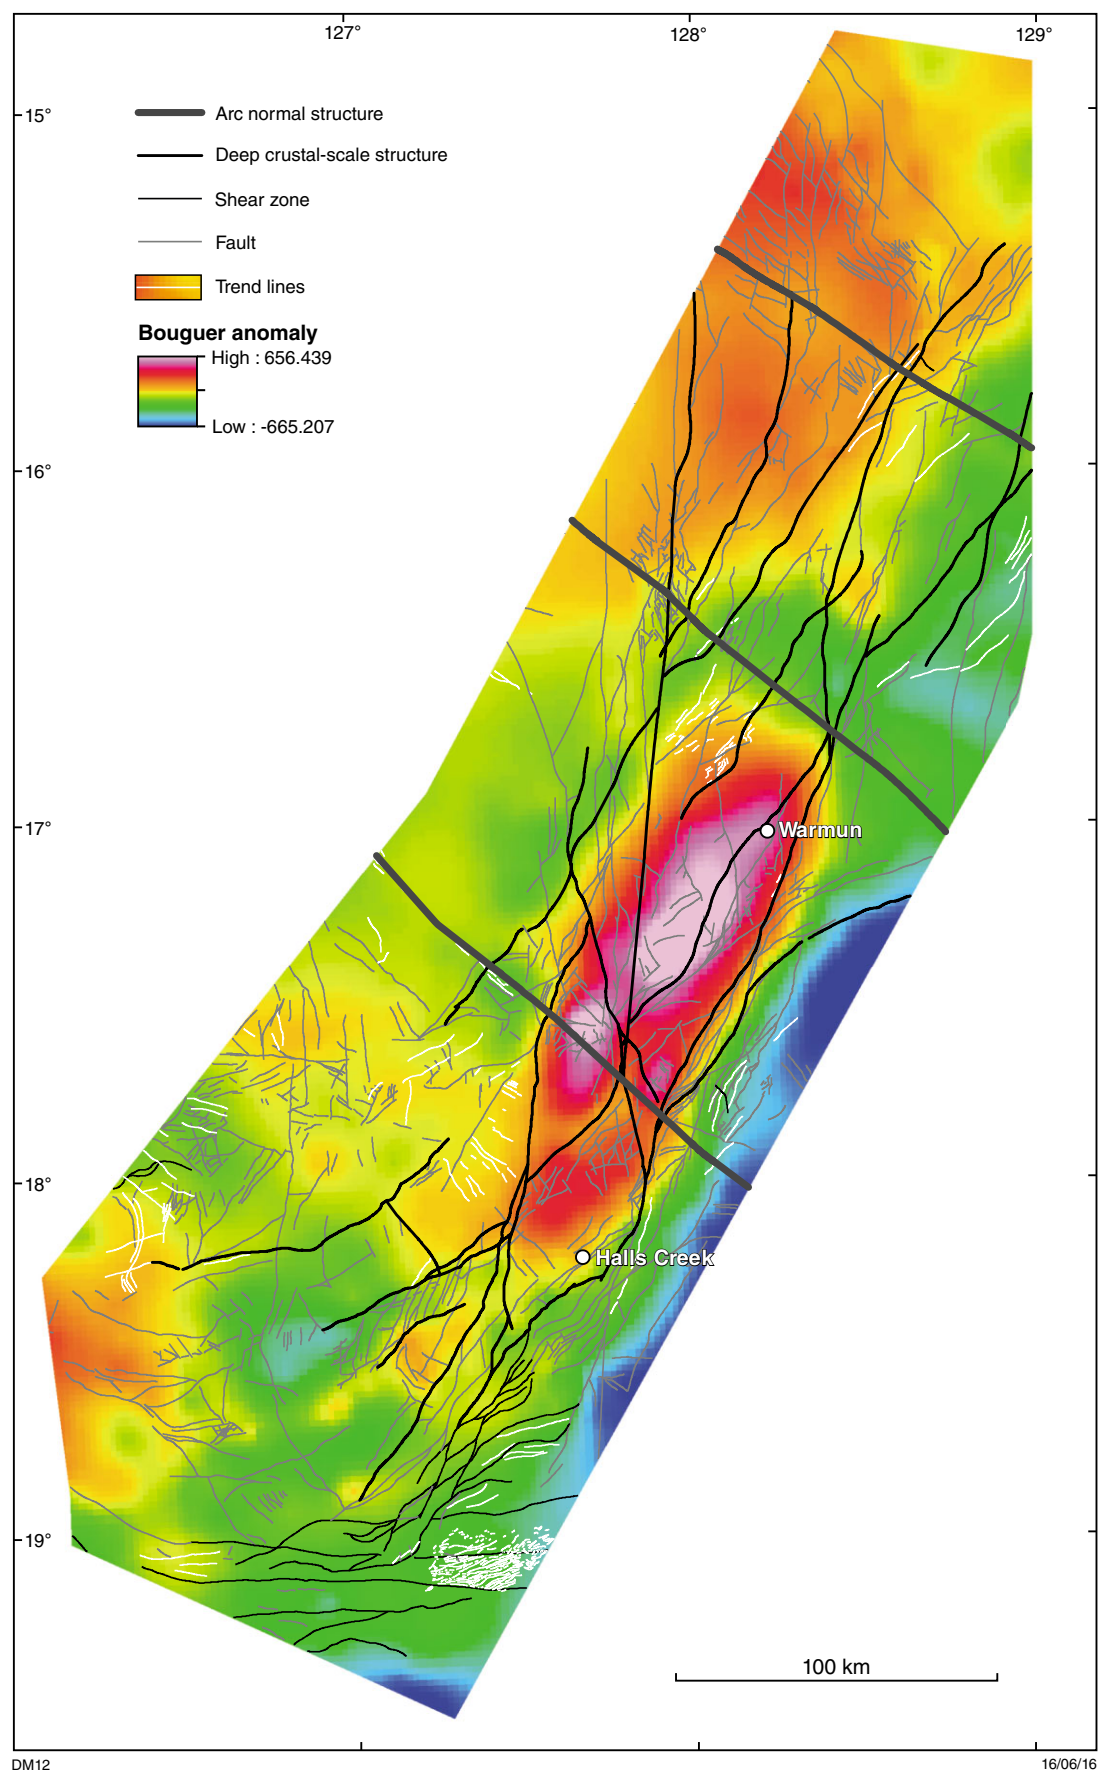 127°
128°
129°
15°
16°
17°
18°
19°
Arc normal structure
Deep crustal-scale structure
Shear zone
Fault
Trend lines
Bouguer anomaly
High : 656.439
Low : -665.207
Warmun
Halls Creek
100 km
DM12
16/06/16